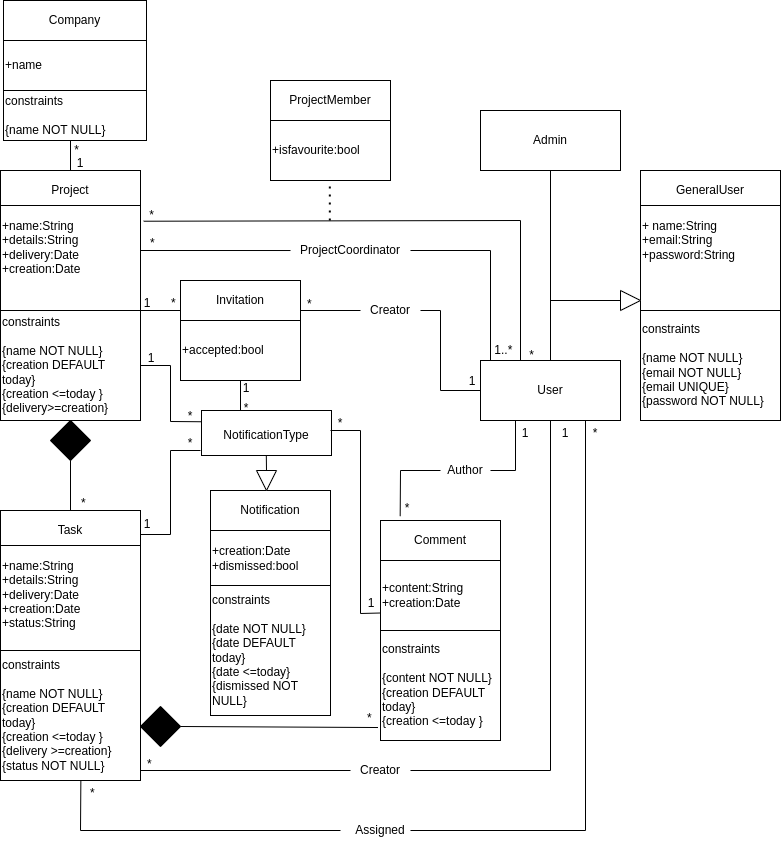 Company
+name
constraints
{name NOT NULL}
*
1
ProjectMember
+isfavourite:bool
Admin
Project
+name:String
+details:String
+delivery:Date
+creation:Date
constraints
{name NOT NULL}
{creation DEFAULT
today}
{creation <=today }
{delivery>=creation}
GeneralUser
+ name:String
+email:String
+password:String
constraints
{name NOT NULL}
{email NOT NULL}
{email UNIQUE}
{password NOT NULL}
*
* ProjectCoordinator 1..*
*
1 *
Invitation
+accepted:bool
* Creator 1
User
1
*
1 *
NotificationType
*
* 1
1 1 *
Author
*
Notification
+creation:Date
+dismissed:bool
constraints
{date NOT NULL}
{date DEFAULT
today}
{date <=today}
{dismissed NOT
NULL}
Comment
+content:String
+creation:Date
constraints
{content NOT NULL}
{creation DEFAULT
today}
{creation <=today }
1
*
Task
+name:String
+details:String
+delivery:Date
+creation:Date
+status:String
constraints
{name NOT NULL}
{creation DEFAULT
today}
{creation <=today }
{delivery >=creation}
{status NOT NULL}
*
* Creator
*
Assigned